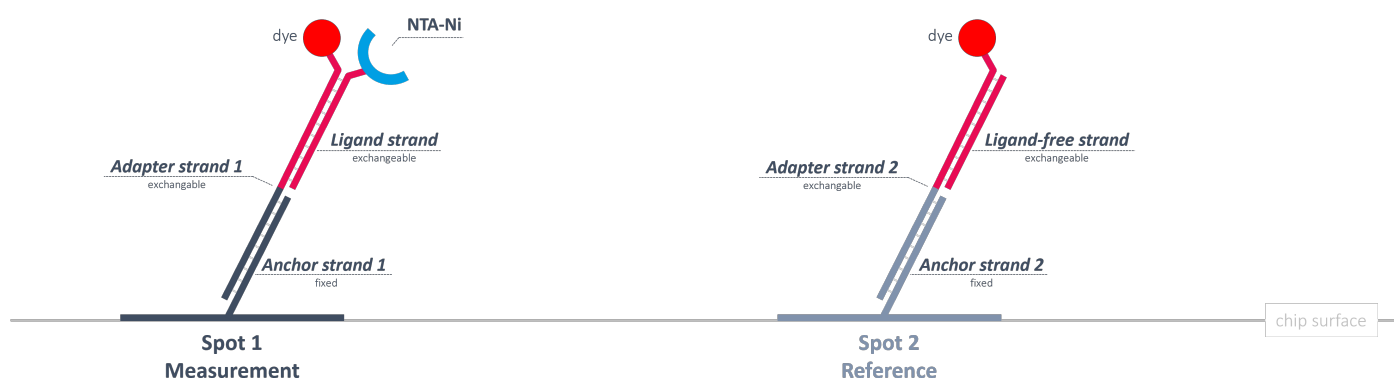 dye
NTA-Ni
Ligand strand
exchangeable
Adapter strand 1
exchangable
Anchor strand 1
fixed
Spot 1
Measurement
dye
Ligand-free strand
exchangeable
Adapter strand 2
exchangable
Anchor strand 2
fixed
Spot 2
Reference
chip surface